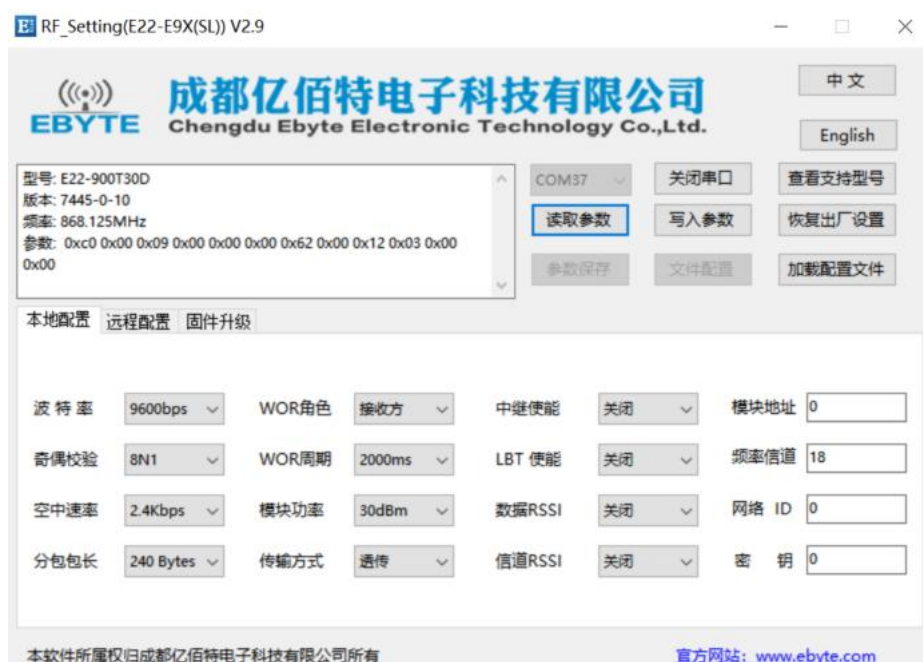 RF_Setting(E22-E9X(SL)) V2.9
EBYTE
成都亿佰特电子科技有限公司
Chengdu Ebyte Electronic Technology Co.,Ltd.
中 文
English
型号: E22-900T30D
版本: 7445-0-10
频率: 868.125MHz
参数: 0xc0 0x00 0x09 0x00 0x00 0x00 0x62 0x00 0x12 0x03 0x00
0x00
COM37 关闭串口 查看支持型号
读取参数 写入参数 恢复出厂设置
参数保存 文件配置 加载配置文件
本地配置 远程配置 固件升级
波 特 率 9600bps WOR角色 接收方 中继使能 关闭 模块地址 0
奇偶校验 8N1 WOR周期 2000ms LBT 使能 关闭 频率信道 18
空中速率 2.4Kbps 模块功率 30dBm 数据RSSI 关闭 网络 ID 0
分包包长 240 Bytes 传输方式 透传 信道RSSI 关闭 密 钥 0
本软件所属权归成都亿佰特电子科技有限公司所有 官方网站: www.ebyte.com